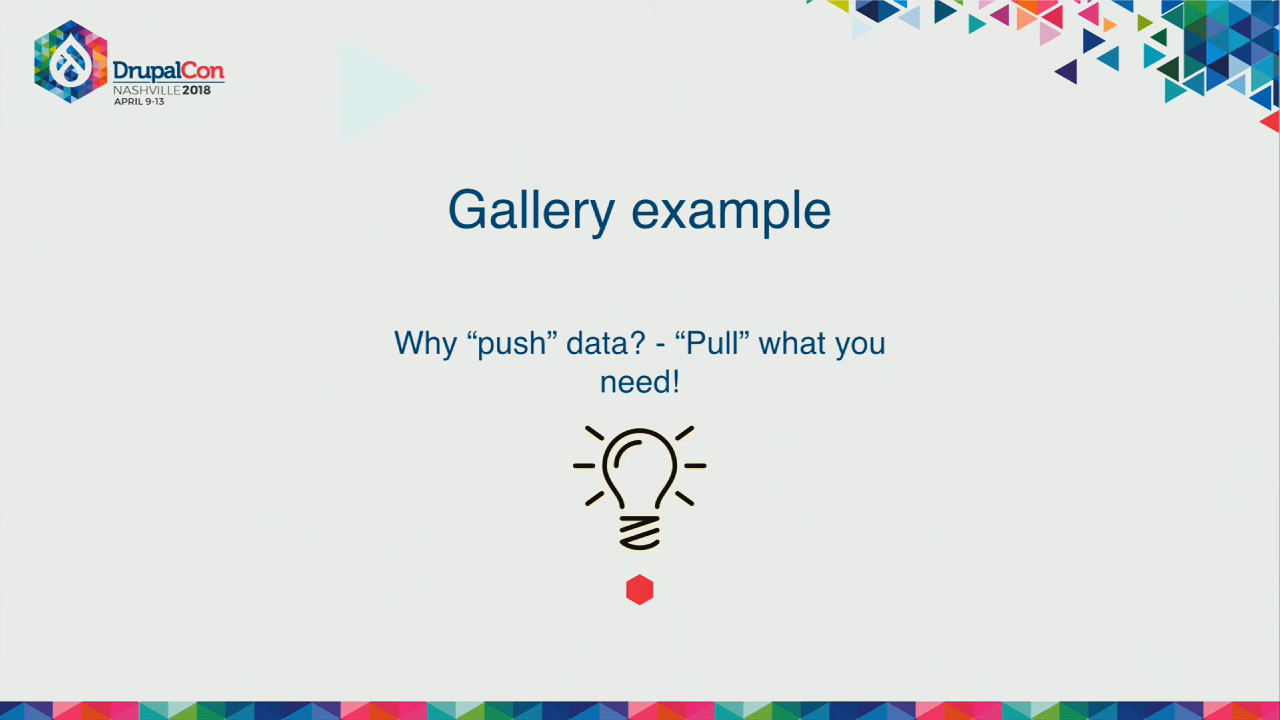 DrupalCon
NASHVILLE 2018
APRIL 9-13
Gallery example
Why “push” data? - “Pull” what you
need!